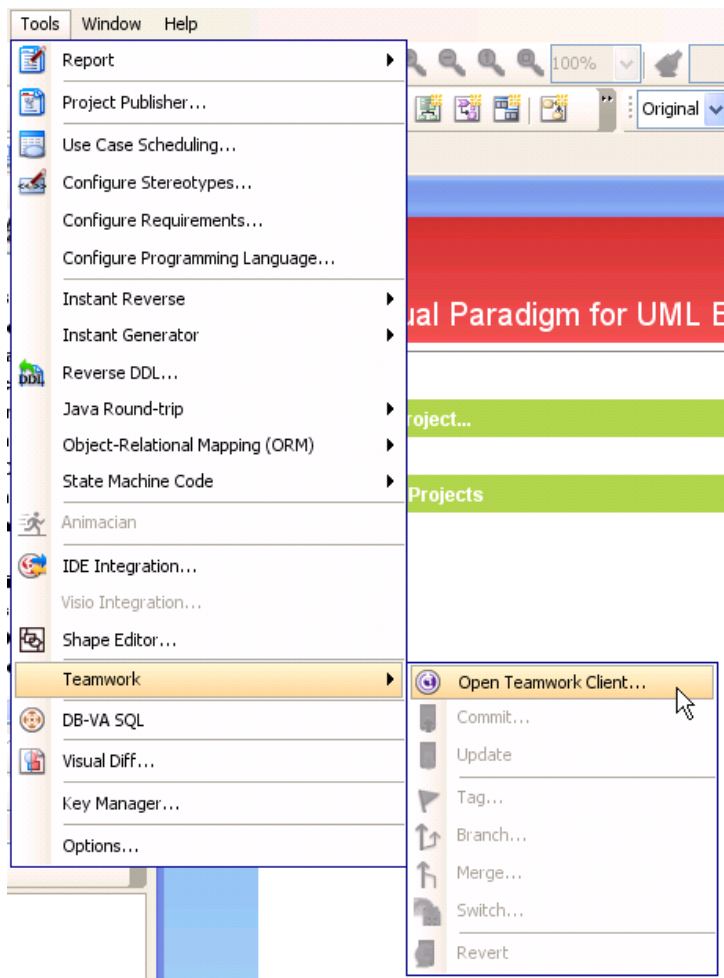 Tools Window Help
Report
100%
Project Publisher...
Original
Use Case Scheduling...
Configure Stereotypes...
Configure Requirements...
Configure Programming Language...
Instant Reverse
Paradigm for UML
Instant Generator
Reverse DDL...
Java Round-trip
Object-Relational Mapping (ORM)
State Machine Code
Projects
Animacian
IDE Integration...
Visio Integration...
Shape Editor...
Teamwork
Open Teamwork Client...
DB-VA SQL
Commit...
Visual Diff...
Update
Key Manager...
Tag...
Options...
Branch...
Merge...
Switch...
Revert